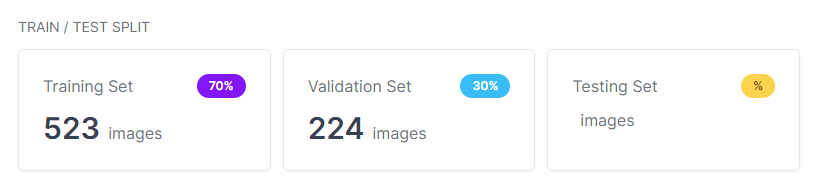 TRAIN / TEST SPLIT
Training Set 70%
523 images
Validation Set 30%
224 images
Testing Set %
images